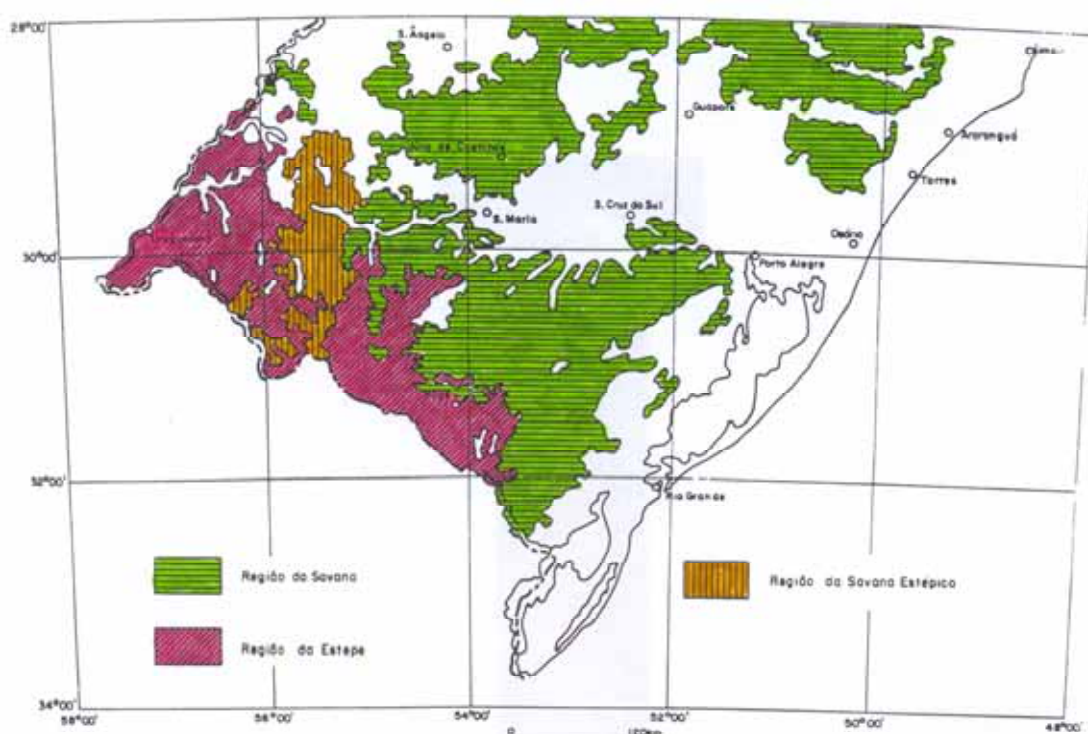 28°00'
S. Ângelo
Guaporé
Araranguá
Torres
S. Maria
S. Cruz do Sul
Osório
30°00'
Porto Alegre
32°00'
Rio Grande
Região da Savana
Região da Savana Estépica
Região da Estepe
34°00'
58°00'
56°00'
54°00'
52°00'
50°00'
48°00'
0
120km